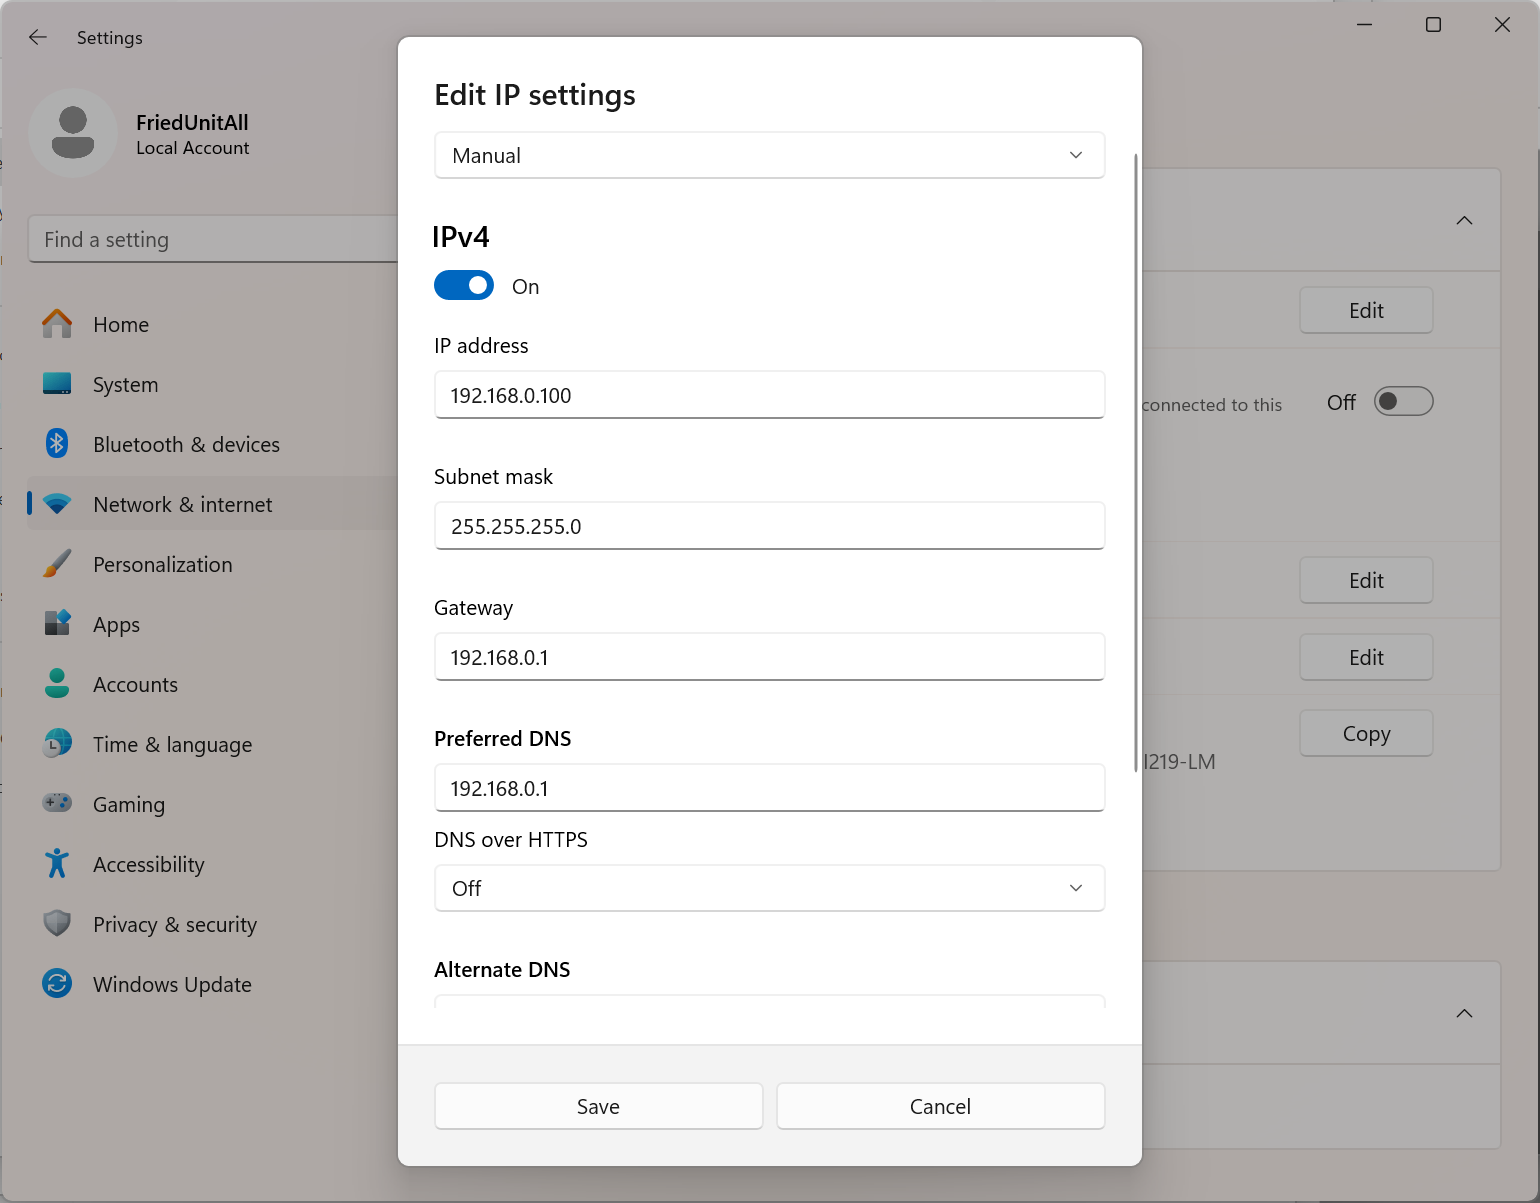 Settings
FriedUnitAll
Local Account
Find a setting
Home
System
Bluetooth & devices
Network & internet
Personalization
Apps
Accounts
Time & language
Gaming
Accessibility
Privacy & security
Windows Update
Edit IP settings
Manual
IPv4
On
IP address
192.168.0.100
Subnet mask
255.255.255.0
Gateway
192.168.0.1
Preferred DNS
192.168.0.1
DNS over HTTPS
Off
Alternate DNS
Save
Cancel
Edit
connected to this
Off
Edit
Edit
Copy
I219-LM